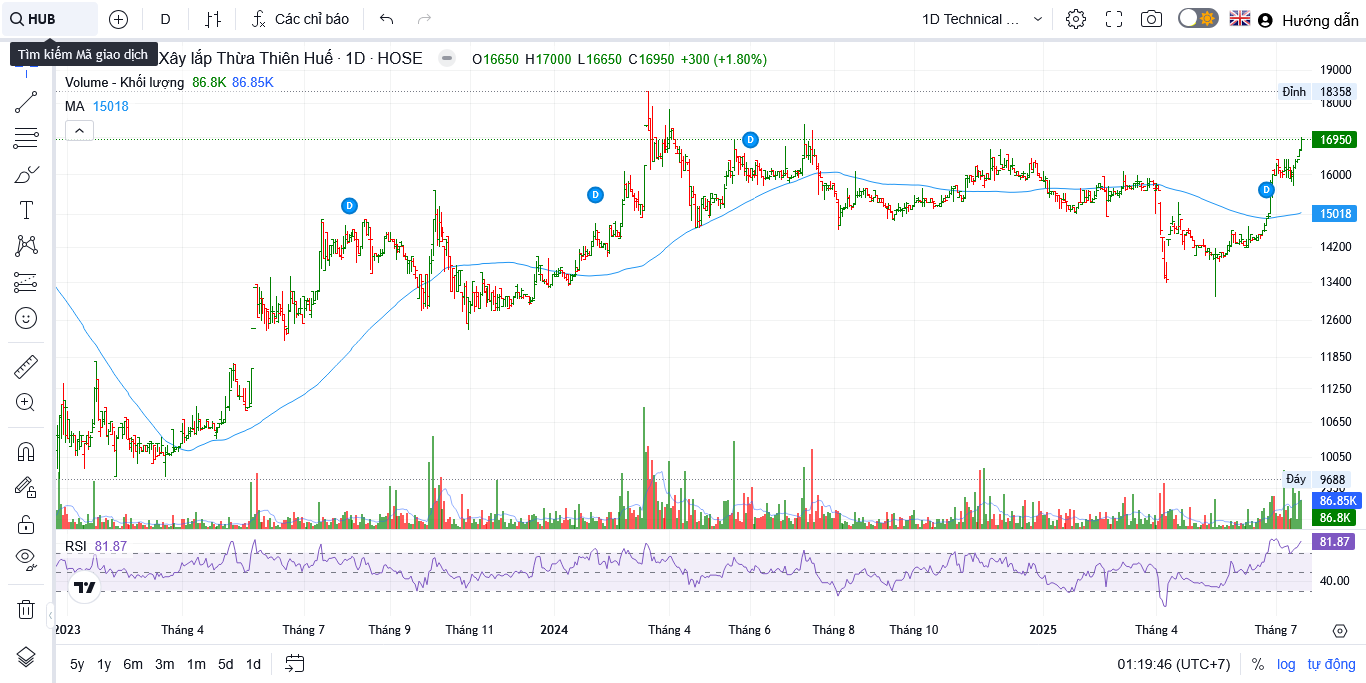 HUB D Các chỉ báo 1D Technical ... Hướng dẫn
Tìm kiếm Mã giao dịch Xây lắp Thừa Thiên Huế · 1D · HOSE O16650 H17000 L16650 C16950 +300 (+1.80%)
Volume - Khối lượng 86.8K 86.85K
MA 15018
19000
Đỉnh 18358
18000
16950
16000
15018
14200
13400
12600
11850
11250
10650
10050
Đáy 9688
86.85K
86.8K
D
D
D
D
RSI 81.87
81.87
40.00
2023 Tháng 4 Tháng 7 Tháng 9 Tháng 11 2024 Tháng 4 Tháng 6 Tháng 8 Tháng 10 2025 Tháng 4 Tháng 7
5y 1y 6m 3m 1m 5d 1d 01:19:46 (UTC+7) % log tự động